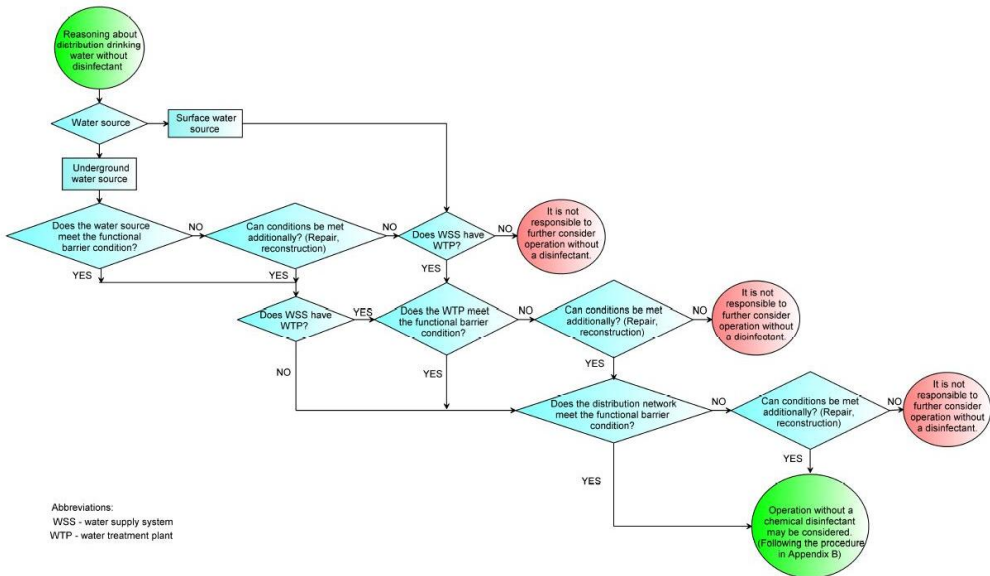 Reasoning about
distribution drinking
water without
disinfectant
Water source
Surface water
source
Underground
water source
Does the water source
meet the functional
barrier condition?
NO
Can conditions be met
additionally? (Repair,
reconstruction)
NO
Does WSS have
WTP?
NO
It is not
responsible to
further consider
operation without
a disinfectant.
YES
YES
YES
Does WSS have
WTP?
YES
Does the WTP meet
the functional barrier
condition?
NO
Can conditions be met
additionally? (Repair,
reconstruction)
NO
It is not
responsible to
further consider
operation without
a disinfectant.
NO
YES
YES
Does the distribution network
meet the functional barrier
condition?
NO
Can conditions be met
additionally? (Repair,
reconstruction)
NO
It is not
responsible to
further consider
operation without
a disinfectant.
YES
YES
Operation without a
chemical disinfectant
may be considered.
(Following the procedure
in Appendix B)
Abbreviations:
WSS - water supply system
WTP - water treatment plant